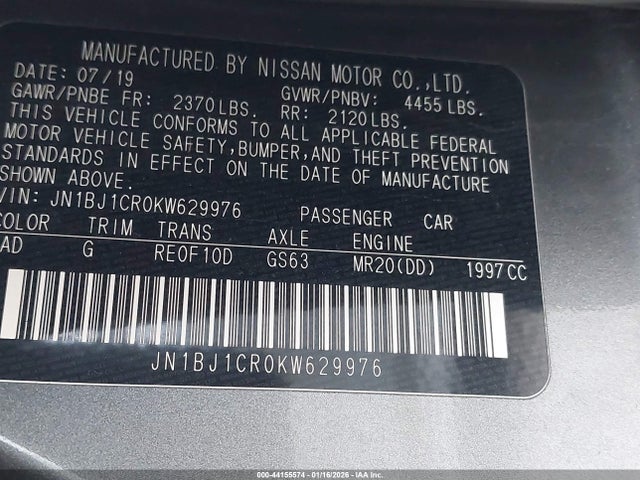 MANUFACTURED BY NISSAN MOTOR CO.,LTD.
DATE: 07/19
GAWR/PNBE FR: 2370LBS. GVWR/PNBV: 4455LBS.
RR: 2120LBS.
THIS VEHICLE CONFORMS TO ALL APPLICABLE FEDERAL
MOTOR VEHICLE SAFETY,BUMPER,AND THEFT PREVENTION
STANDARDS IN EFFECT ON THE DATE OF MANUFACTURE
SHOWN ABOVE.
VIN: JN1BJ1CR0KW629976 PASSENGER CAR
COLOR TRIM TRANS AXLE ENGINE
AD G RE0F10D GS63 MR20(DD) 1997CC
JN1BJ1CR0KW629976
000-44155574 | 01/16/2026 | IAA Inc.